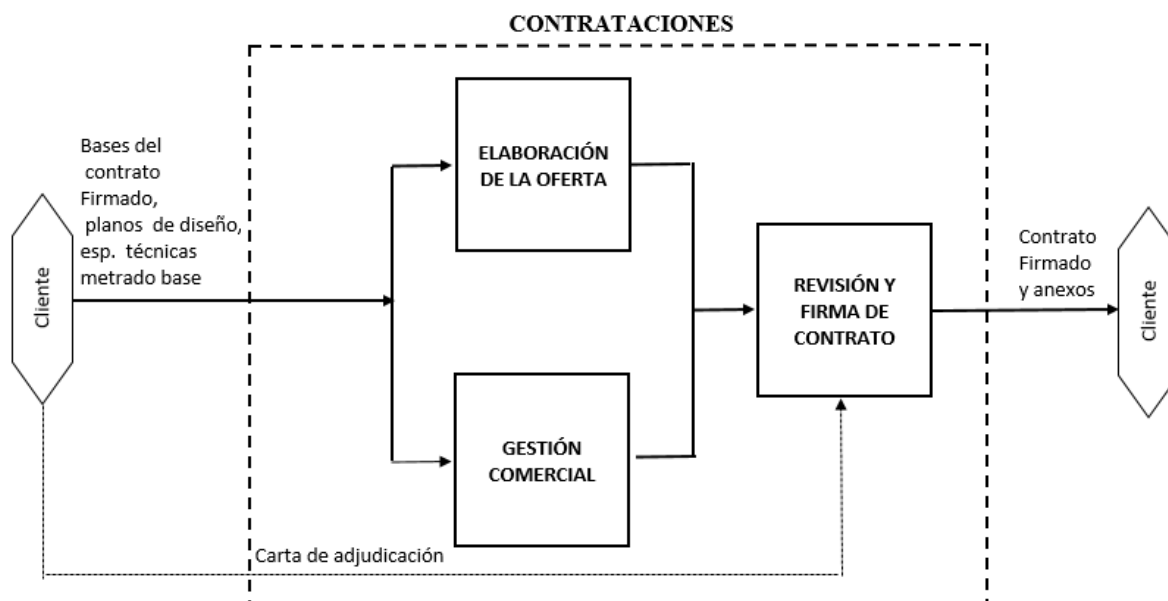 CONTRATACIONES
Bases del
contrato
Firmado,
planos de diseño,
esp. técnicas
metrado base
Cliente
ELABORACIÓN
DE LA OFERTA
GESTIÓN
COMERCIAL
REVISIÓN Y
FIRMA DE
CONTRATO
Contrato
Firmado
y anexos
Cliente
Carta de adjudicación